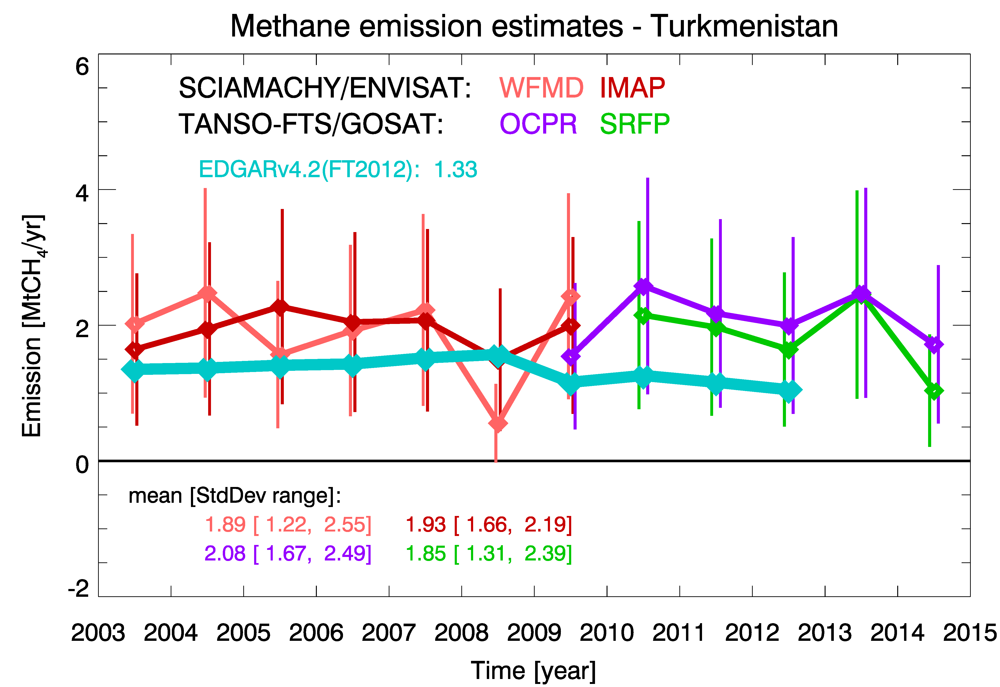 Methane emission estimates - Turkmenistan
6
SCIAMACHY/ENVISAT: WFMD IMAP
TANSO-FTS/GOSAT: OCPR SRFP
EDGARv4.2(FT2012): 1.33
4
Emission [MtCH₄/yr]
2
0
mean [StdDev range]:
1.89 [ 1.22, 2.55] 1.93 [ 1.66, 2.19]
2.08 [ 1.67, 2.49] 1.85 [ 1.31, 2.39]
-2
2003 2004 2005 2006 2007 2008 2009 2010 2011 2012 2013 2014 2015
Time [year]